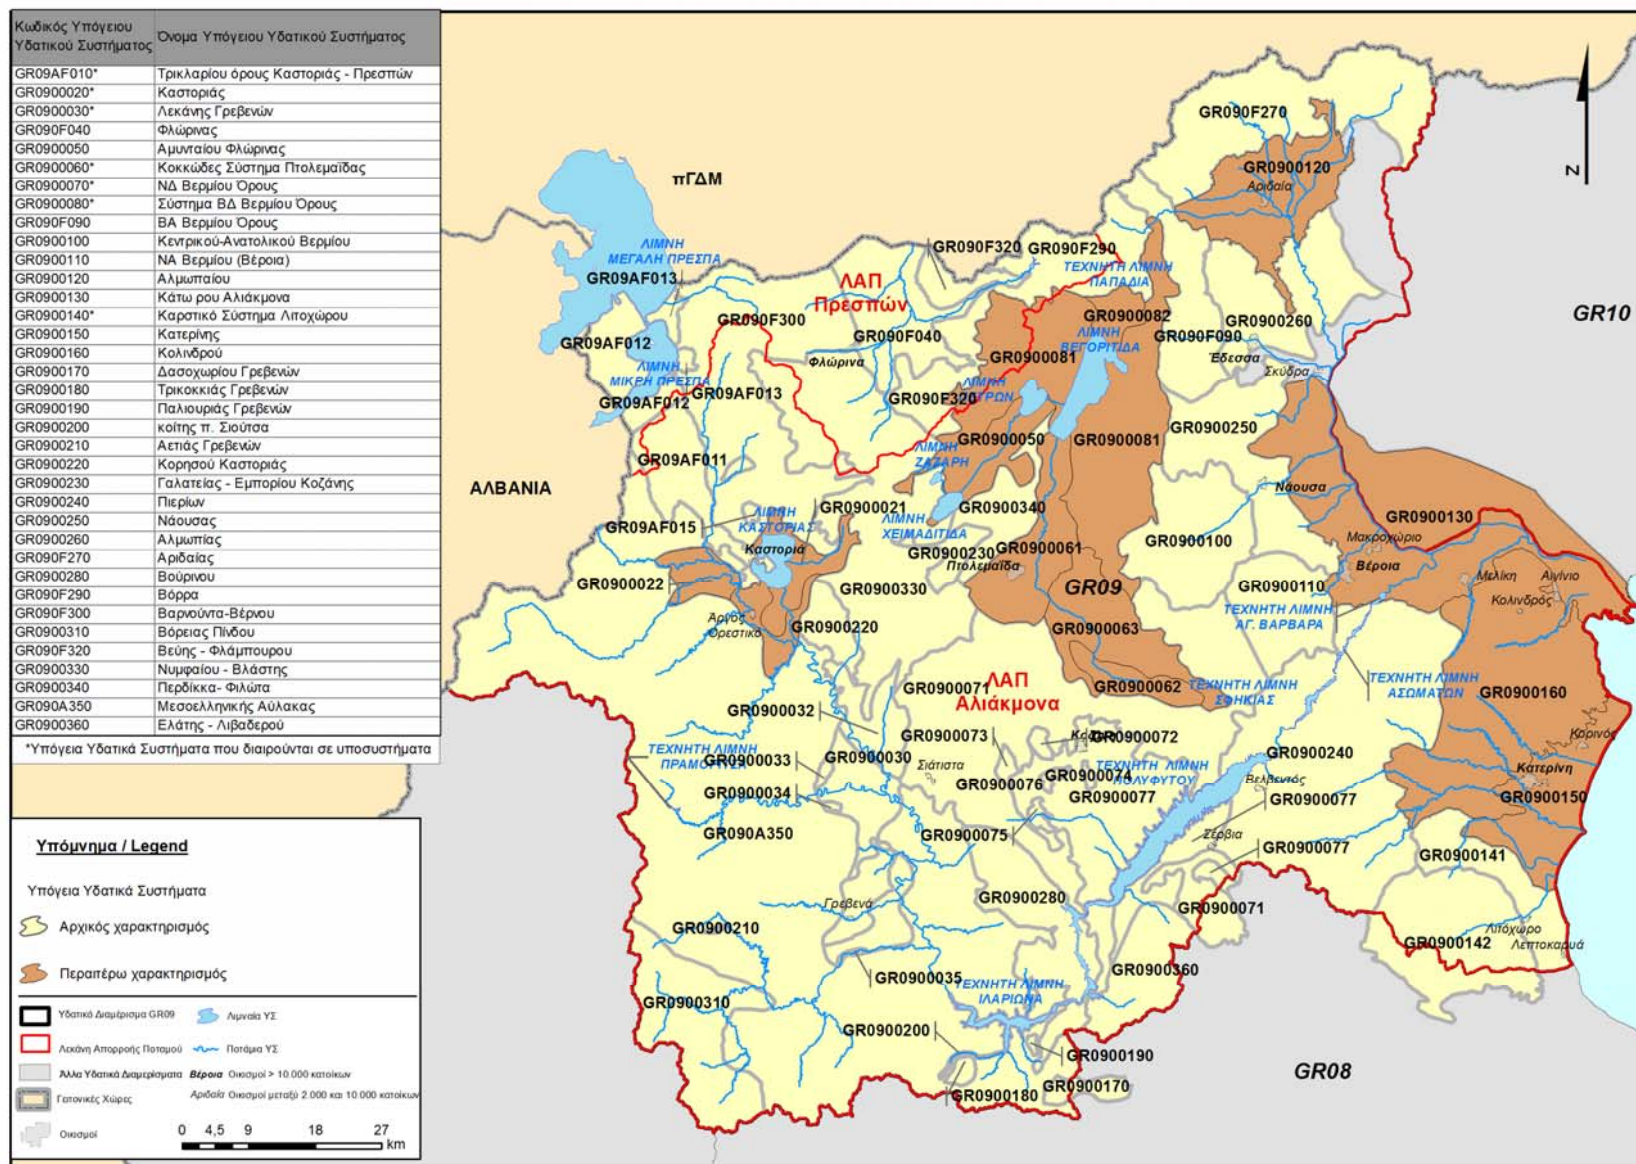 Κωδικός Υπόγειου
Υδατικού Συστήματος
Όνομα Υπόγειου Υδατικού Συστήματος
GR09AF010* Τρικλαρίου όρους Καστοριάς - Πρεσπών
GR0900020* Καστοριάς
GR0900030* Λεκάνης Γρεβενών
GR090F040 Φλώρινας
GR0900050 Αμυνταίου Φλώρινας
GR0900060* Κοκκώδες Σύστημα Πτολεμαΐδας
GR0900070* ΝΔ Βερμίου Όρους
GR0900080* Σύστημα ΒΔ Βερμίου Όρους
GR090F090 ΒΑ Βερμίου Όρους
GR0900100 Κεντρικού-Ανατολικού Βερμίου
GR0900110 ΝΑ Βερμίου (Βέροια)
GR0900120 Αλμωπαίου
GR0900130 Κάτω ρου Αλιάκμονα
GR0900140* Καρστικό Σύστημα Λιτοχώρου
GR0900150 Κατερίνης
GR0900160 Κολινδρού
GR0900170 Δασοχωρίου Γρεβενών
GR0900180 Τρικοκκιάς Γρεβενών
GR0900190 Παλιουριάς Γρεβενών
GR0900200 κοίτης π. Σιούτσα
GR0900210 Αετιάς Γρεβενών
GR0900220 Κορησού Καστοριάς
GR0900230 Γαλατείας - Εμπορίου Κοζάνης
GR0900240 Πιερίων
GR0900250 Νάουσας
GR0900260 Αλμωπίας
GR090F270 Αριδαίας
GR0900280 Βούρινου
GR090F290 Βόρρα
GR090F300 Βαρνούντα-Βέρνου
GR0900310 Βόρειας Πίνδου
GR090F320 Βεύης - Φλάμπουρου
GR0900330 Νυμφαίου - Βλάστης
GR0900340 Περδίκκα- Φιλώτα
GR090A350 Μεσοελληνικής Αύλακας
GR0900360 Ελάτης - Λιβαδερού
*Υπόγεια Υδατικά Συστήματα που διαιρούνται σε υποσυστήματα
Υπόμνημα / Legend
Υπόγεια Υδατικά Συστήματα
Αρχικός χαρακτηρισμός
Περαιτέρω χαρακτηρισμός
Υδατικό Διαμέρισμα GR09
Λιμναία ΥΣ
Λεκάνη Απορροής Ποταμού
Ποτάμια ΥΣ
Άλλα Υδατικά Διαμερίσματα
Βέροια Οικισμοί > 10.000 κατοίκων
Γειτονικές Χώρες
Αριδαία Οικισμοί μεταξύ 2.000 και 10.000 κατοίκων
Οικισμοί
0 4,5 9 18 27
km
N
πΓΔΜ
ΑΛΒΑΝΙΑ
GR10
GR09
GR08
GR090F270
GR0900120
Αριδαία
ΛΙΜΝΗ
ΜΕΓΑΛΗ ΠΡΕΣΠΑ
GR09AF013
ΛΑΠ
Πρεσπών
GR090F320
GR090F290
ΤΕΧΝΗΤΗ ΛΙΜΝΗ
ΠΑΠΑΔΙΑ
GR090F300
GR09AF012
GR090F040
Φλώρινα
GR0900082
ΛΙΜΝΗ
ΒΕΓΟΡΙΤΙΔΑ
GR090F090
GR0900260
Έδεσσα
Σκύδρα
GR0900081
ΛΙΜΝΗ
ΜΙΚΡΗ ΠΡΕΣΠΑ
GR09AF013
GR09AF012
GR090F320
ΛΙΜΝΗ
GR0900050
GR0900081
GR0900250
ΛΙΜΝΗ
ΖΑΖΑΡΗ
GR09AF011
Νάουσα
GR0900021
GR09AF015
ΛΙΜΝΗ
ΚΑΣΤΟΡΙΑΣ
Καστοριά
ΛΙΜΝΗ
ΧΕΙΜΑΔΙΤΙΔΑ
GR0900340
GR0900130
Μακροχώριο
GR0900230
GR0900061
Πτολεμαΐδα
GR0900100
Βέροια
Μελίκη
Αιγίνιο
Κολινδρός
GR0900022
GR0900330
GR0900110
ΤΕΧΝΗΤΗ ΛΙΜΝΗ
ΑΓ. ΒΑΡΒΑΡΑ
Άργος
Ορεστικό
GR0900220
GR0900063
ΛΑΠ
Αλιάκμονα
GR0900071
GR0900062
ΤΕΧΝΗΤΗ ΛΙΜΝΗ
ΣΦΗΚΙΑΣ
ΤΕΧΝΗΤΗ ΛΙΜΝΗ
ΑΣΩΜΑΤΩΝ
GR0900160
GR0900032
GR0900073
GR0900072
Κορινός
ΤΕΧΝΗΤΗ ΛΙΜΝΗ
ΠΡΑΜΟΡΙΤΣΑ
GR0900033
GR0900030
Σιάτιστα
GR0900240
Κατερίνη
GR0900074
GR0900076
ΤΕΧΝΗΤΗ ΛΙΜΝΗ
ΠΟΛΥΦΥΤΟΥ
Βελβεντός
GR0900034
GR0900077
GR0900077
GR0900150
GR090A350
GR0900075
Σέρβια
GR0900077
GR0900141
Γρεβενά
GR0900280
GR0900071
GR0900210
Λιτόχωρο
Λεπτοκαρυά
GR0900142
GR0900035
GR0900360
ΤΕΧΝΗΤΗ ΛΙΜΝΗ
ΙΛΑΡΙΩΝΑ
GR0900310
GR0900200
GR0900190
GR0900180
GR0900170